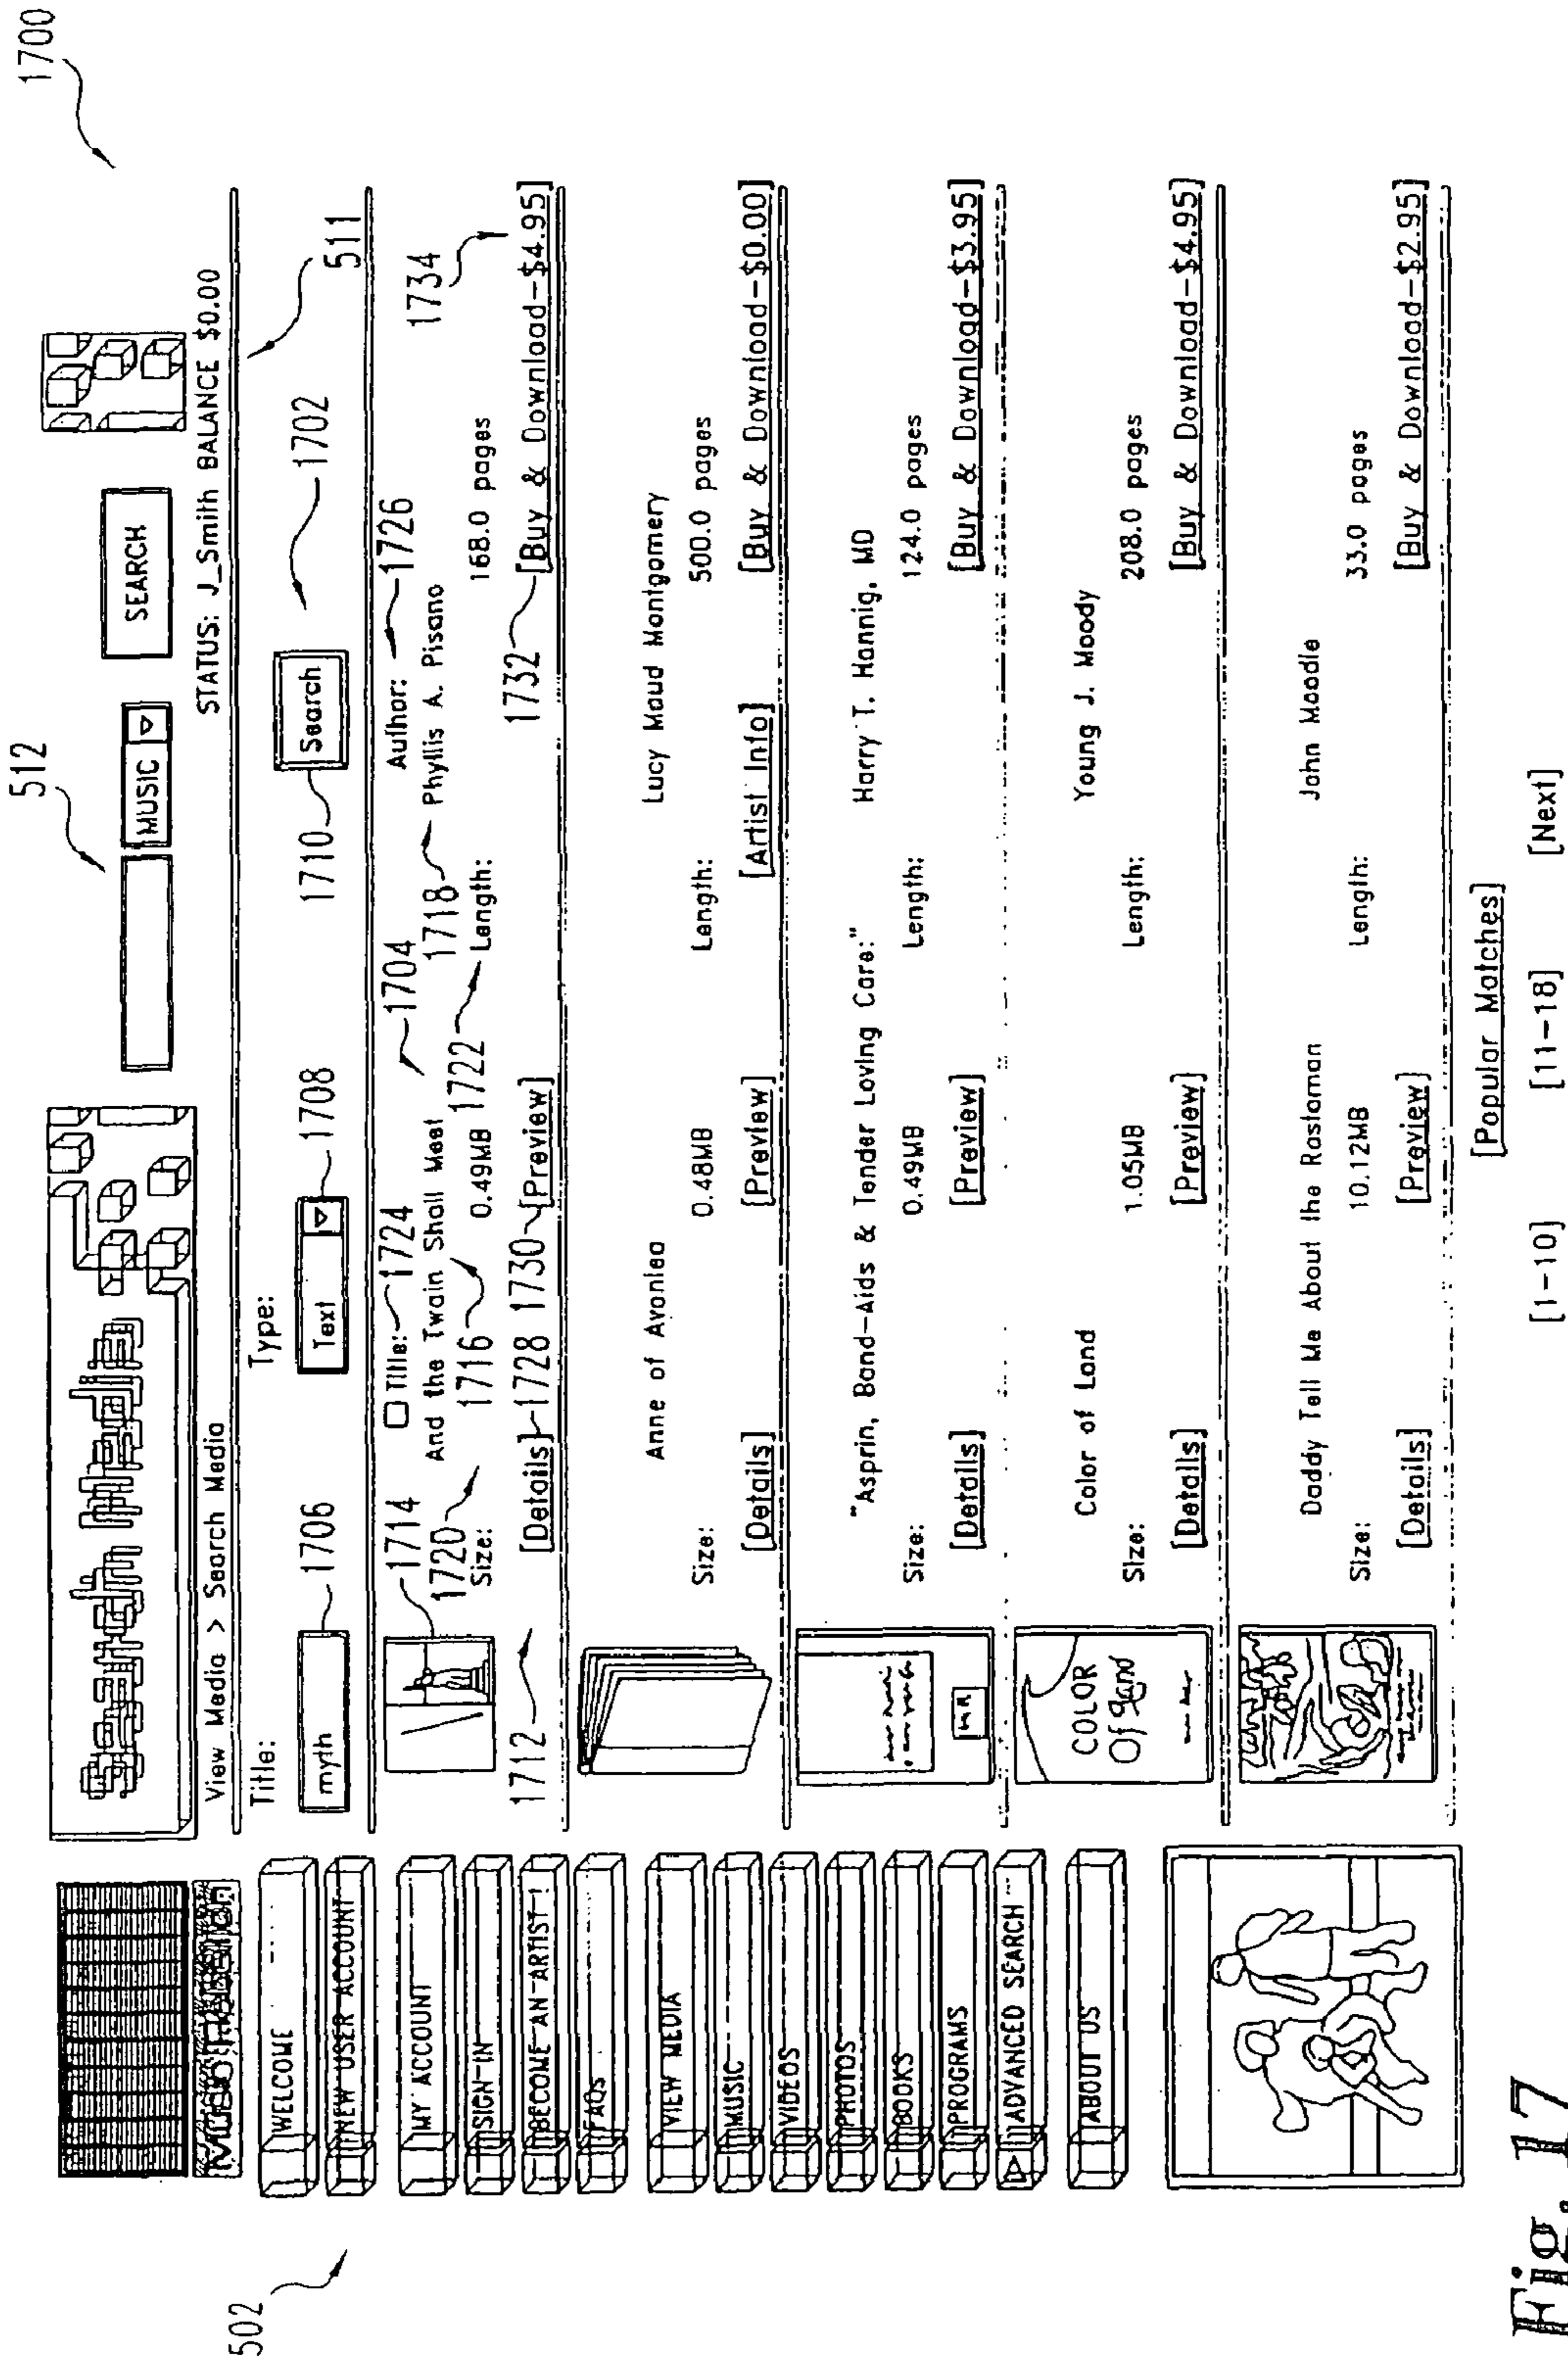 1700
512
SEARCH
MUSIC
STATUS: J_Smith BALANCE $0.00
511
View Media > Search Media
Title:
Type:
myth
1706
Text
1708
1710
Search
1702
1714
Title:
1724
1704
Author:
1726
And the Twain Shall Meet
1718
Phyllis A. Pisano
1720
Size:
1716
0.49MB
1722
Length:
168.0 pages
1734
1712
[Details]
1728
1730
[Preview]
1732
[Buy & Download-$4.95]
Anne of Avonlea
Lucy Maud Montgomery
Size:
0.48MB
Length:
500.0 pages
[Details]
[Preview]
[Artist Info]
[Buy & Download-$0.00]
"Asprin, Band-Aids & Tender Loving Care:"
Harry T. Hannig, MD
Size:
0.49MB
Length:
124.0 pages
[Details]
[Preview]
[Buy & Download-$3.95]
COLOR
Of Land
Color of Land
Young J. Moody
Size:
1.05MB
Length:
208.0 pages
[Details]
[Preview]
[Buy & Download-$4.95]
Daddy Tell Me About the Rastaman
John Moodie
Size:
10.12MB
Length:
33.0 pages
[Details]
[Preview]
[Buy & Download-$2.95]
[Popular Matches]
[1-10]
[11-18]
[Next]
502
WELCOME
NEW USER ACCOUNT
MY ACCOUNT
SIGN-IN
BECOME AN ARTIST!
FAQs
VIEW MEDIA
MUSIC
VIDEOS
PHOTOS
BOOKS
PROGRAMS
ADVANCED SEARCH
ABOUT US
Fig. 17